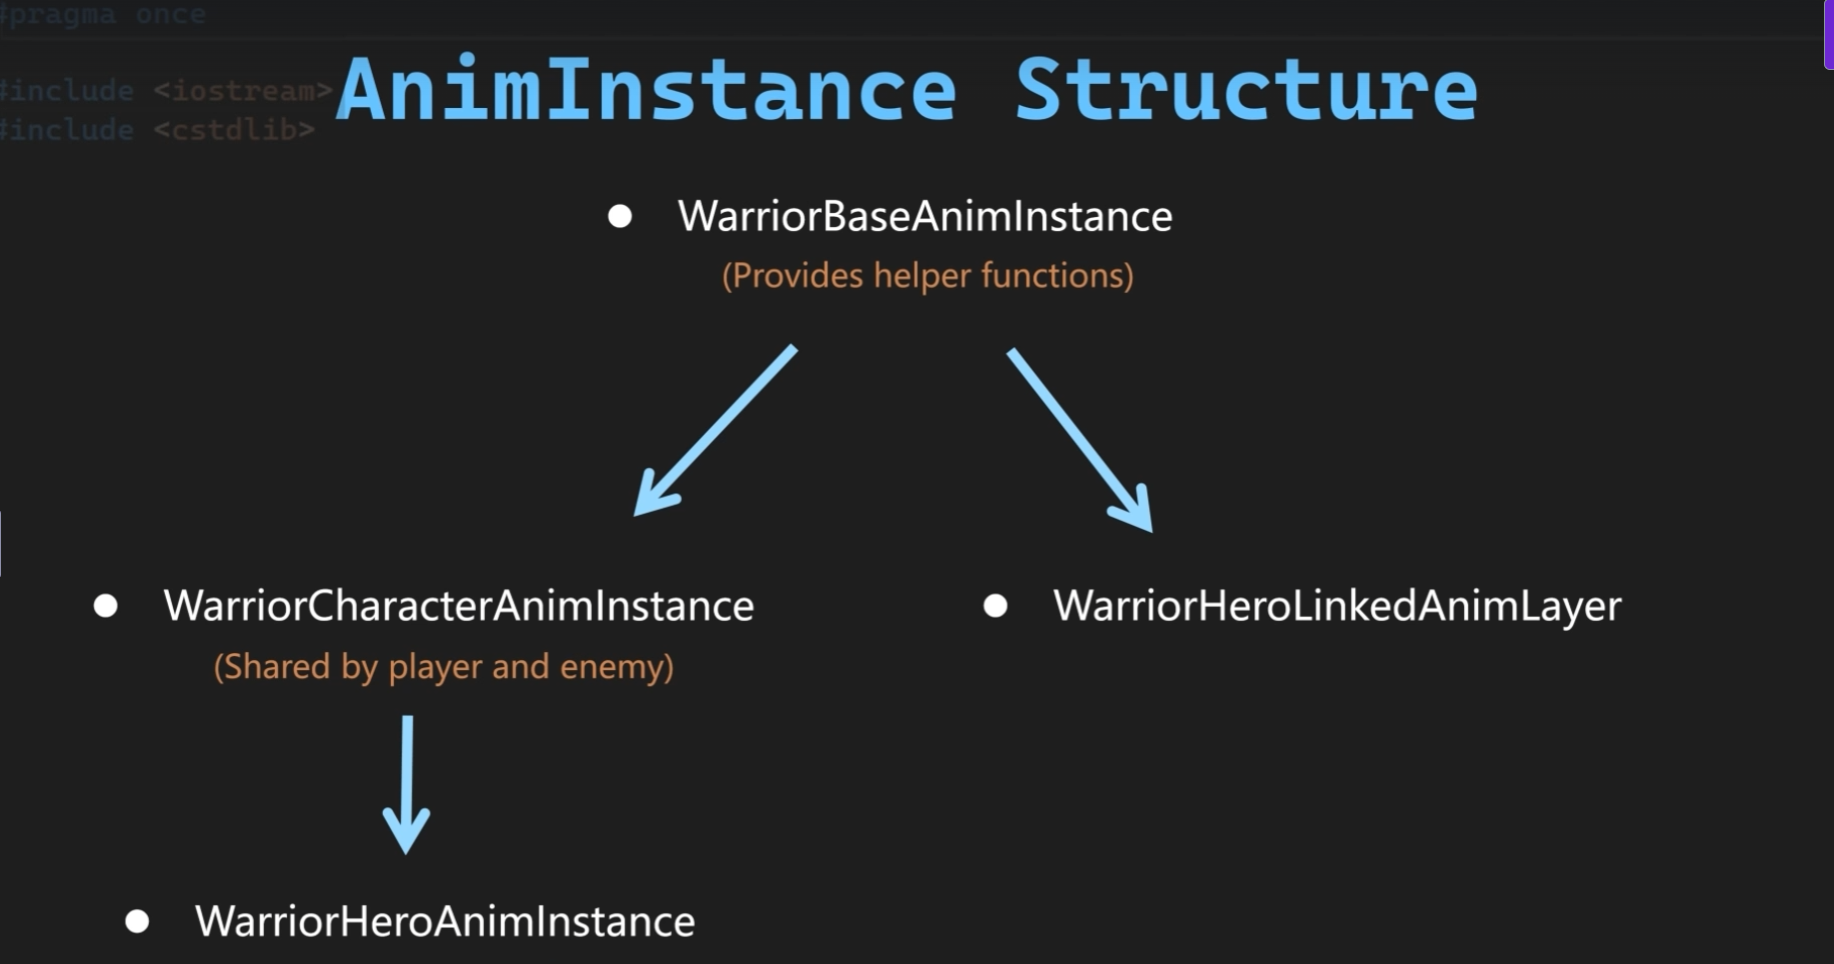 #pragma once
#include <iostream>
#include <cstdlib>
AnimInstance Structure
● WarriorBaseAnimInstance
(Provides helper functions)
● WarriorCharacterAnimInstance
(Shared by player and enemy)
● WarriorHeroLinkedAnimLayer
● WarriorHeroAnimInstance